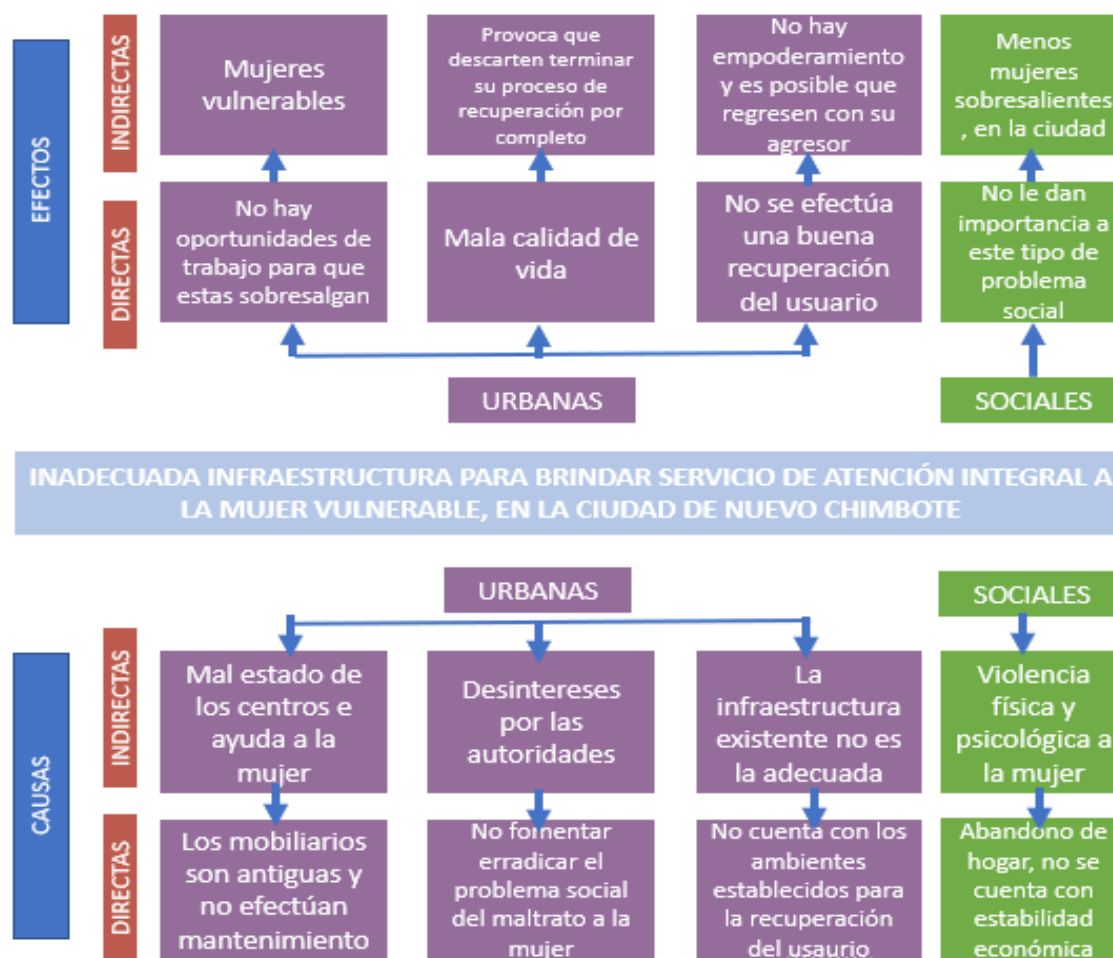 EFECTOS
INDIRECTAS
Mujeres
vulnerables
Provoca que
descarten terminar
su proceso de
recuperación por
completo
No hay
empoderamiento
y es posible que
regresen con su
agresor
Menos
mujeres
sobresalientes
, en la ciudad
DIRECTAS
No hay
oportunidades de
trabajo para que
estas sobresalgan
Mala calidad de
vida
No se efectúa
una buena
recuperación
del usuario
No le dan
importancia a
este tipo de
problema
social
URBANAS
SOCIALES
INADECUADA INFRAESTRUCTURA PARA BRINDAR SERVICIO DE ATENCIÓN INTEGRAL A
LA MUJER VULNERABLE, EN LA CIUDAD DE NUEVO CHIMBOTE
URBANAS
SOCIALES
CAUSAS
INDIRECTAS
Mal estado de
los centros e
ayuda a la
mujer
Desintereses
por las
autoridades
La
infraestructura
existente no es
la adecuada
Violencia
física y
psicológica a
la mujer
DIRECTAS
Los mobiliarios
son antiguas y
no efectúan
mantenimiento
No fomentar
erradicar el
problema social
del maltrato a la
mujer
No cuenta con los
ambientes
establecidos para
la recuperación
del usaurio
Abandono de
hogar, no se
cuenta con
estabilidad
económica